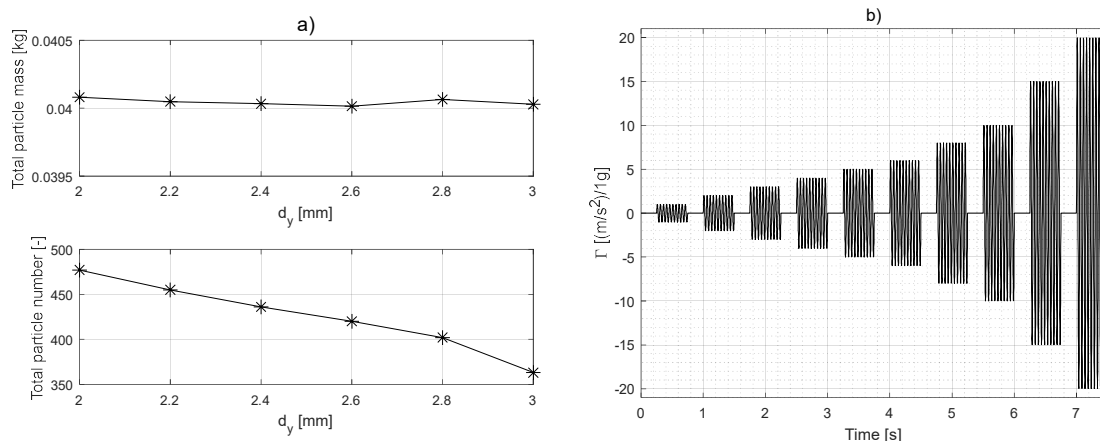 a)
Total particle mass [kg]
0.0405
0.04
0.0395
2 2.2 2.4 2.6 2.8 3
d_y [mm]
Total particle number [-]
500
450
400
350
2 2.2 2.4 2.6 2.8 3
d_y [mm]
b)
Γ [(m/s²)/1g]
20
15
10
5
0
-5
-10
-15
-20
0 1 2 3 4 5 6 7
Time [s]